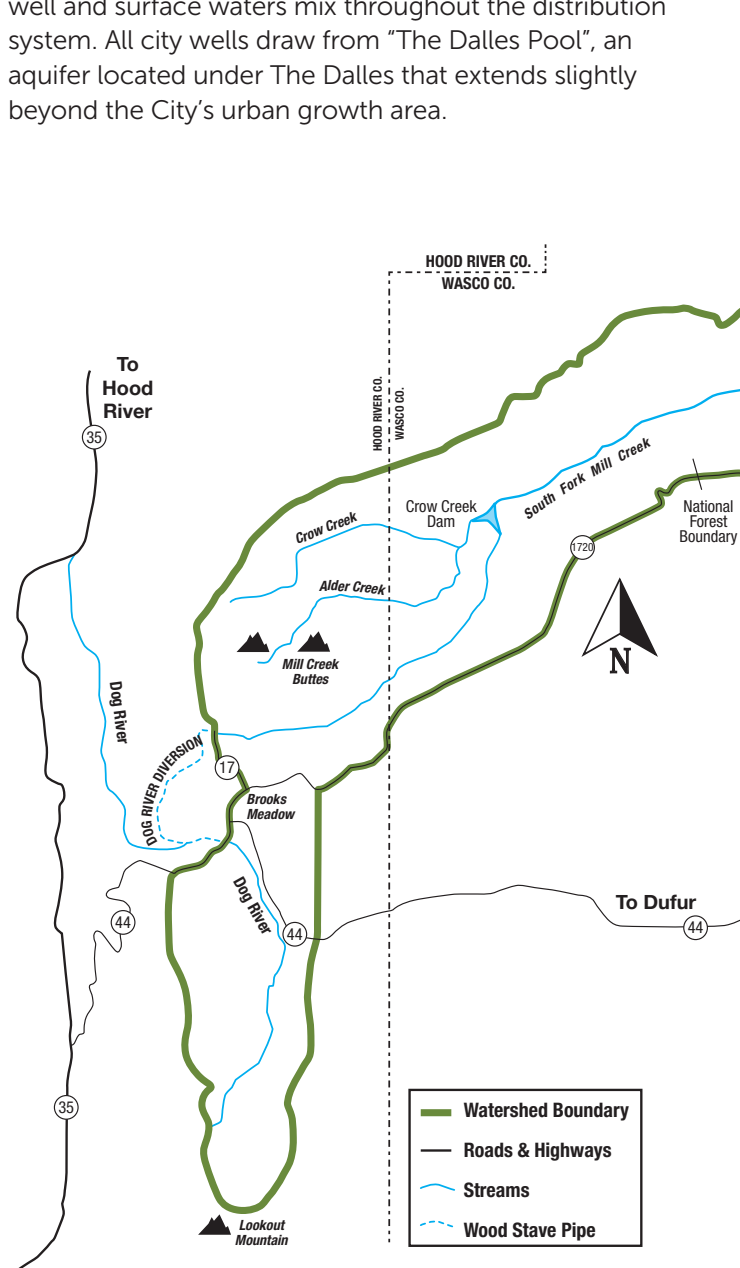 well and surface waters mix throughout the distribution
system. All city wells draw from “The Dalles Pool”, an
aquifer located under The Dalles that extends slightly
beyond the City’s urban growth area.
HOOD RIVER CO.
WASCO CO.
To
Hood
River
35
HOOD RIVER CO.
WASCO CO.
South Fork Mill Creek
Crow Creek
Dam
National
Forest
Boundary
Crow Creek
1720
Alder Creek
N
Mill Creek
Buttes
Dog River
DOG RIVER DIVERSION
17
Brooks
Meadow
Dog River
To Dufur
44
44
44
35
Watershed Boundary
Roads & Highways
Streams
Wood Stave Pipe
Lookout
Mountain